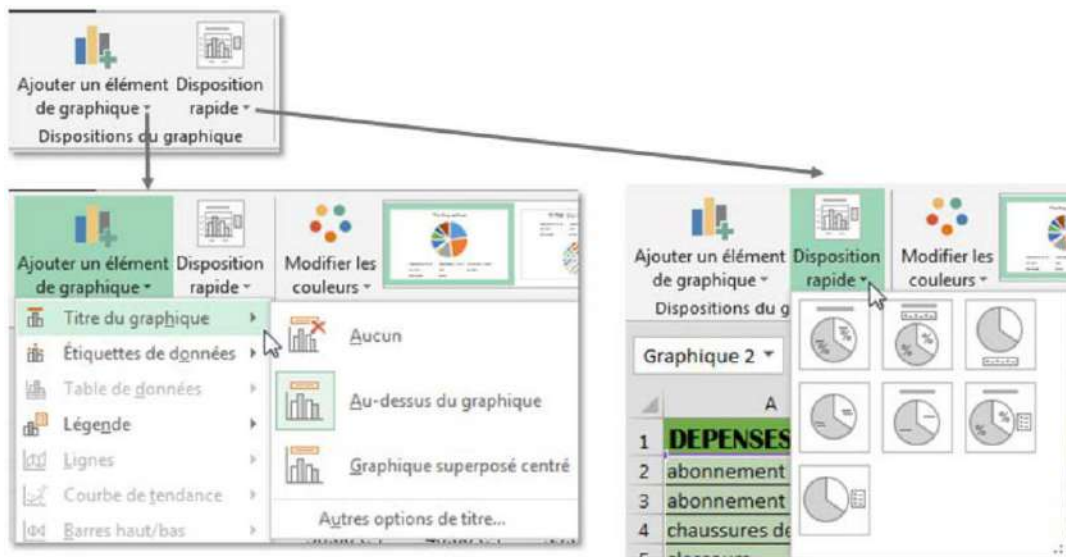 Ajouter un élément Disposition
de graphique rapide
Dispositions du graphique
Ajouter un élément Disposition Modifier les
de graphique rapide couleurs
Titre du graphique
Étiquettes de données
Table de données
Légende
Lignes
Courbe de tendance
Barres haut/bas
Aucun
Au-dessus du graphique
Graphique superposé centré
Autres options de titre...
Ajouter un élément Disposition Modifier les
de graphique rapide couleurs
Dispositions du g
Graphique 2
A
1 DEPENSES
2 abonnement
3 abonnement
4 chaussures de
5